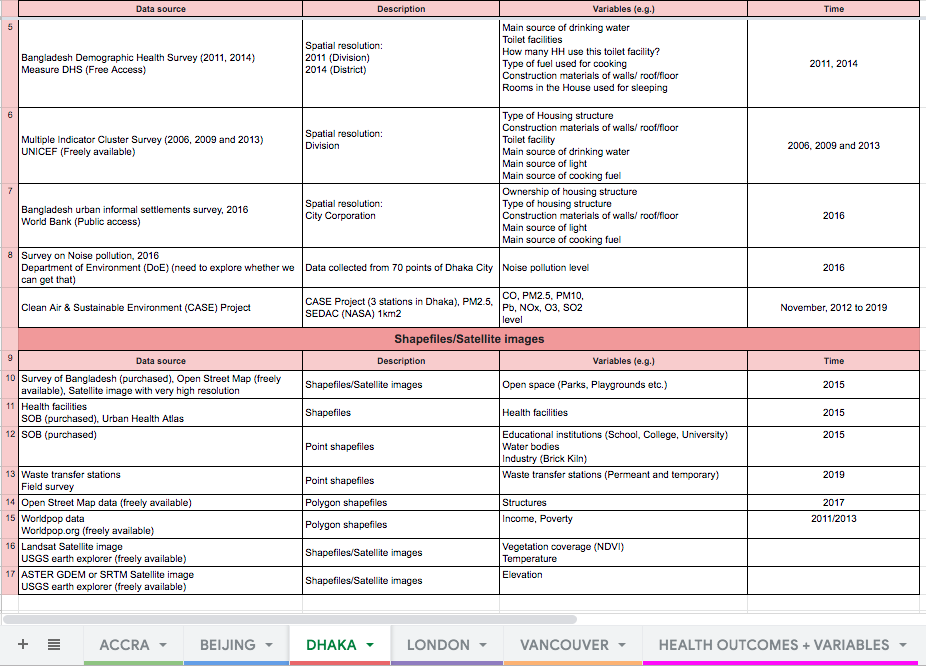 Data source Description Variables (e.g.) Time
5
Bangladesh Demographic Health Survey (2011, 2014)
Measure DHS (Free Access)
Spatial resolution:
2011 (Division)
2014 (District)
Main source of drinking water
Toilet facilities
How many HH use this toilet facility?
Type of fuel used for cooking
Construction materials of walls/ roof/floor
Rooms in the House used for sleeping
2011, 2014
6
Multiple Indicator Cluster Survey (2006, 2009 and 2013)
UNICEF (Freely available)
Spatial resolution:
Division
Type of Housing structure
Construction materials of walls/ roof/floor
Toilet facility
Main source of drinking water
Main source of light
Main source of cooking fuel
2006, 2009 and 2013
7
Bangladesh urban informal settlements survey, 2016
World Bank (Public access)
Spatial resolution:
City Corporation
Ownership of housing structure
Type of housing structure
Construction materials of walls/ roof/floor
Main source of light
Main source of cooking fuel
2016
8
Survey on Noise pollution, 2016
Department of Environment (DoE) (need to explore whether we
can get that)
Data collected from 70 points of Dhaka City
Noise pollution level
2016
Clean Air & Sustainable Environment (CASE) Project
CASE Project (3 stations in Dhaka), PM2.5,
SEDAC (NASA) 1km2
CO, PM2.5, PM10,
Pb, NOx, O3, SO2
level
November, 2012 to 2019
Shapefiles/Satellite images
9
Data source Description Variables (e.g.) Time
10
Survey of Bangladesh (purchased), Open Street Map (freely
available), Satellite image with very high resolution
Shapefiles/Satellite images
Open space (Parks, Playgrounds etc.)
2015
11
Health facilities
SOB (purchased), Urban Health Atlas
Shapefiles
Health facilities
2015
12
SOB (purchased)
Point shapefiles
Educational institutions (School, College, University)
Water bodies
Industry (Brick Kiln)
2015
13
Waste transfer stations
Field survey
Point shapefiles
Waste transfer stations (Permeant and temporary)
2019
14
Open Street Map data (freely available)
Polygon shapefiles
Structures
2017
15
Worldpop data
Worldpop.org (freely available)
Polygon shapefiles
Income, Poverty
2011/2013
16
Landsat Satellite image
USGS earth explorer (freely available)
Shapefiles/Satellite images
Vegetation coverage (NDVI)
Temperature
17
ASTER GDEM or SRTM Satellite image
USGS earth explorer (freely available)
Shapefiles/Satellite images
Elevation
ACCRA BEIJING DHAKA LONDON VANCOUVER HEALTH OUTCOMES + VARIABLES